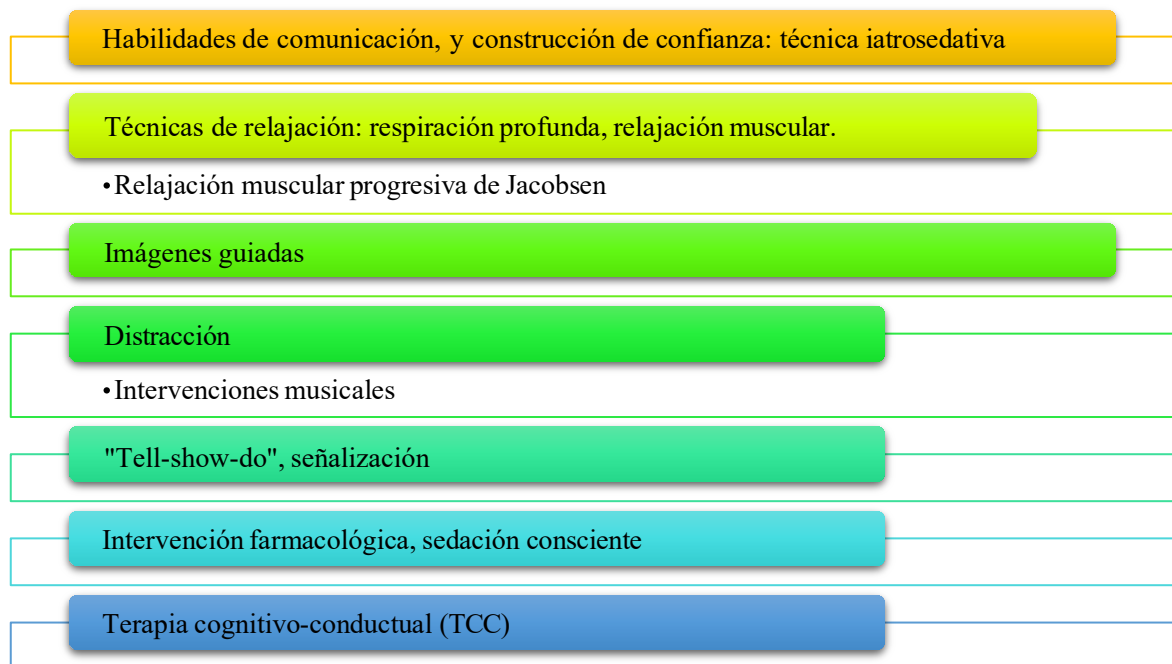 Habilidades de comunicación, y construcción de confianza: técnica iatrosedativa
Técnicas de relajación: respiración profunda, relajación muscular.
•Relajación muscular progresiva de Jacobsen
Imágenes guiadas
Distracción
•Intervenciones musicales
"Tell-show-do", señalización
Intervención farmacológica, sedación consciente
Terapia cognitivo-conductual (TCC)